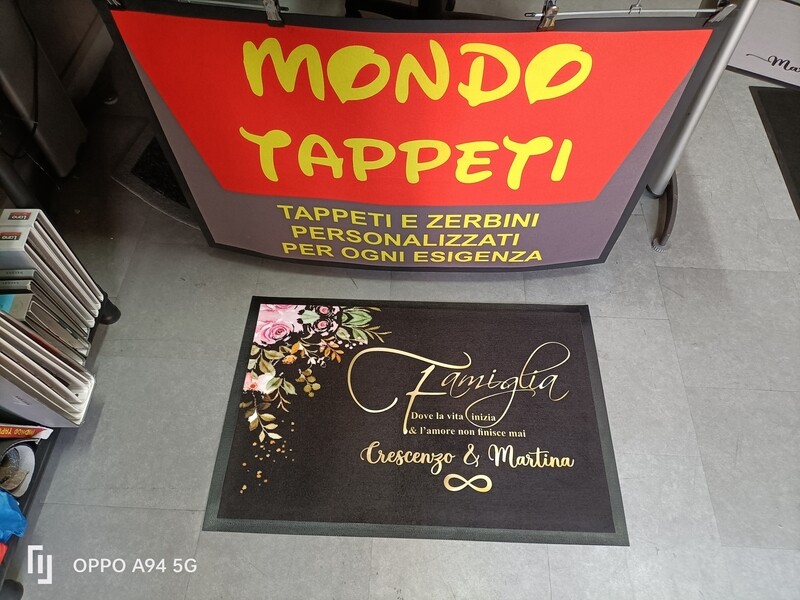 MONDO
TAPPETI
TAPPETI E ZERBINI
PERSONALIZZATI
PER OGNI ESIGENZA
Famiglia
Dove la vita inizia
& l'amore non finisce mai
Crescenzo & Martina
OPPO A94 5G